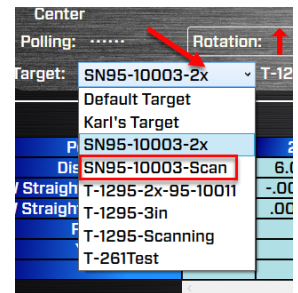 Center
Polling: ...... Rotation:
Target: SN95-10003-2x T-12
Default Target
Karl's Target
SN95-10003-2x
SN95-10003-Scan
T-1295-2x-95-10011
T-1295-3in
T-1295-Scanning
T-261Test
Dis 6.0
Straigh -.00
Straigh .00